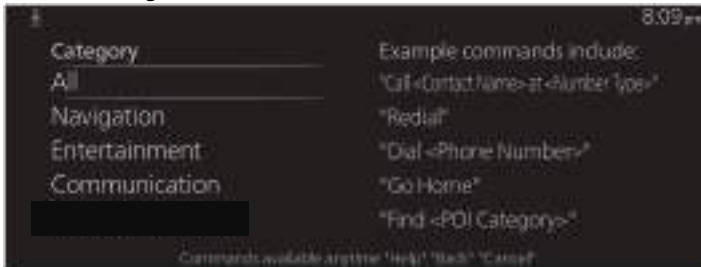 8:09
Category
Example commands include:
All
"Call <Contact Name> at <Number Type>"
Navigation
"Redial"
Entertainment
"Dial <Phone Number>"
Communication
"Go Home"
"Find <POI Category>"
Commands available anytime "Help" "Back" "Cancel"